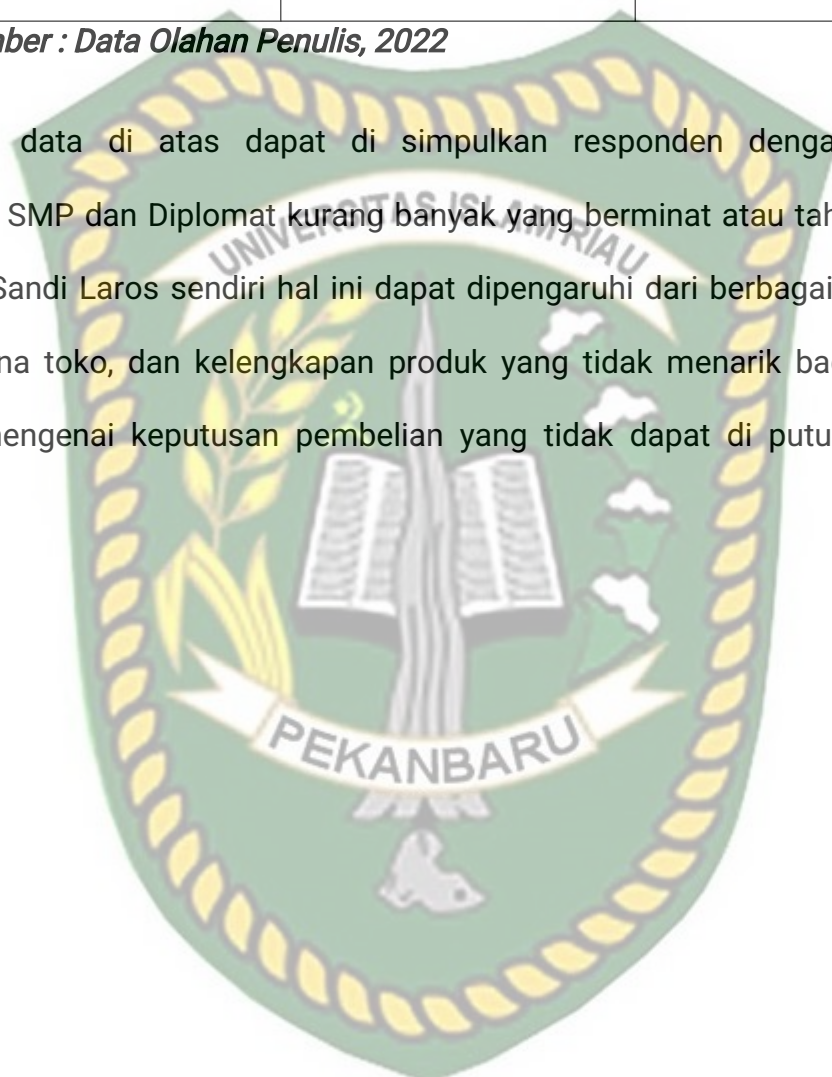 ber : Data Olahan Penulis, 2022
data di atas dapat di simpulkan responden denga
SMP dan Diplomat kurang banyak yang berminat atau tah
Sandi Laros sendiri hal ini dapat dipengaruhi dari berbagai
na toko, dan kelengkapan produk yang tidak menarik ba
mengenai keputusan pembelian yang tidak dapat di putu
UNIVERSITAS ISLAM RIAU
PEKANBARU